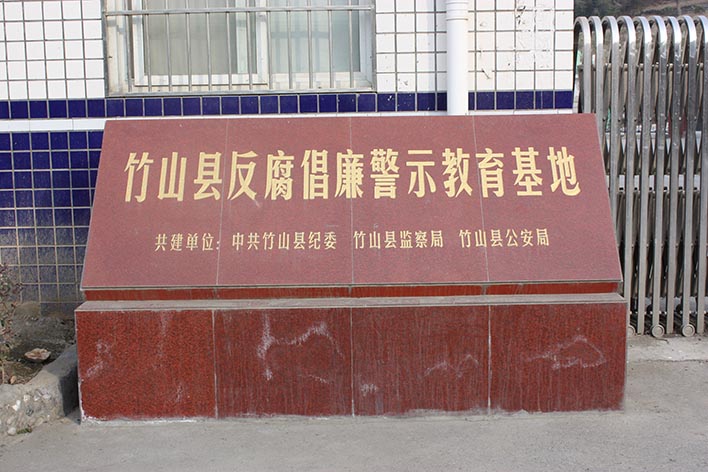 竹山县反腐倡廉警示教育基地
共建单位: 中共竹山县纪委 竹山县监察局 竹山县公安局